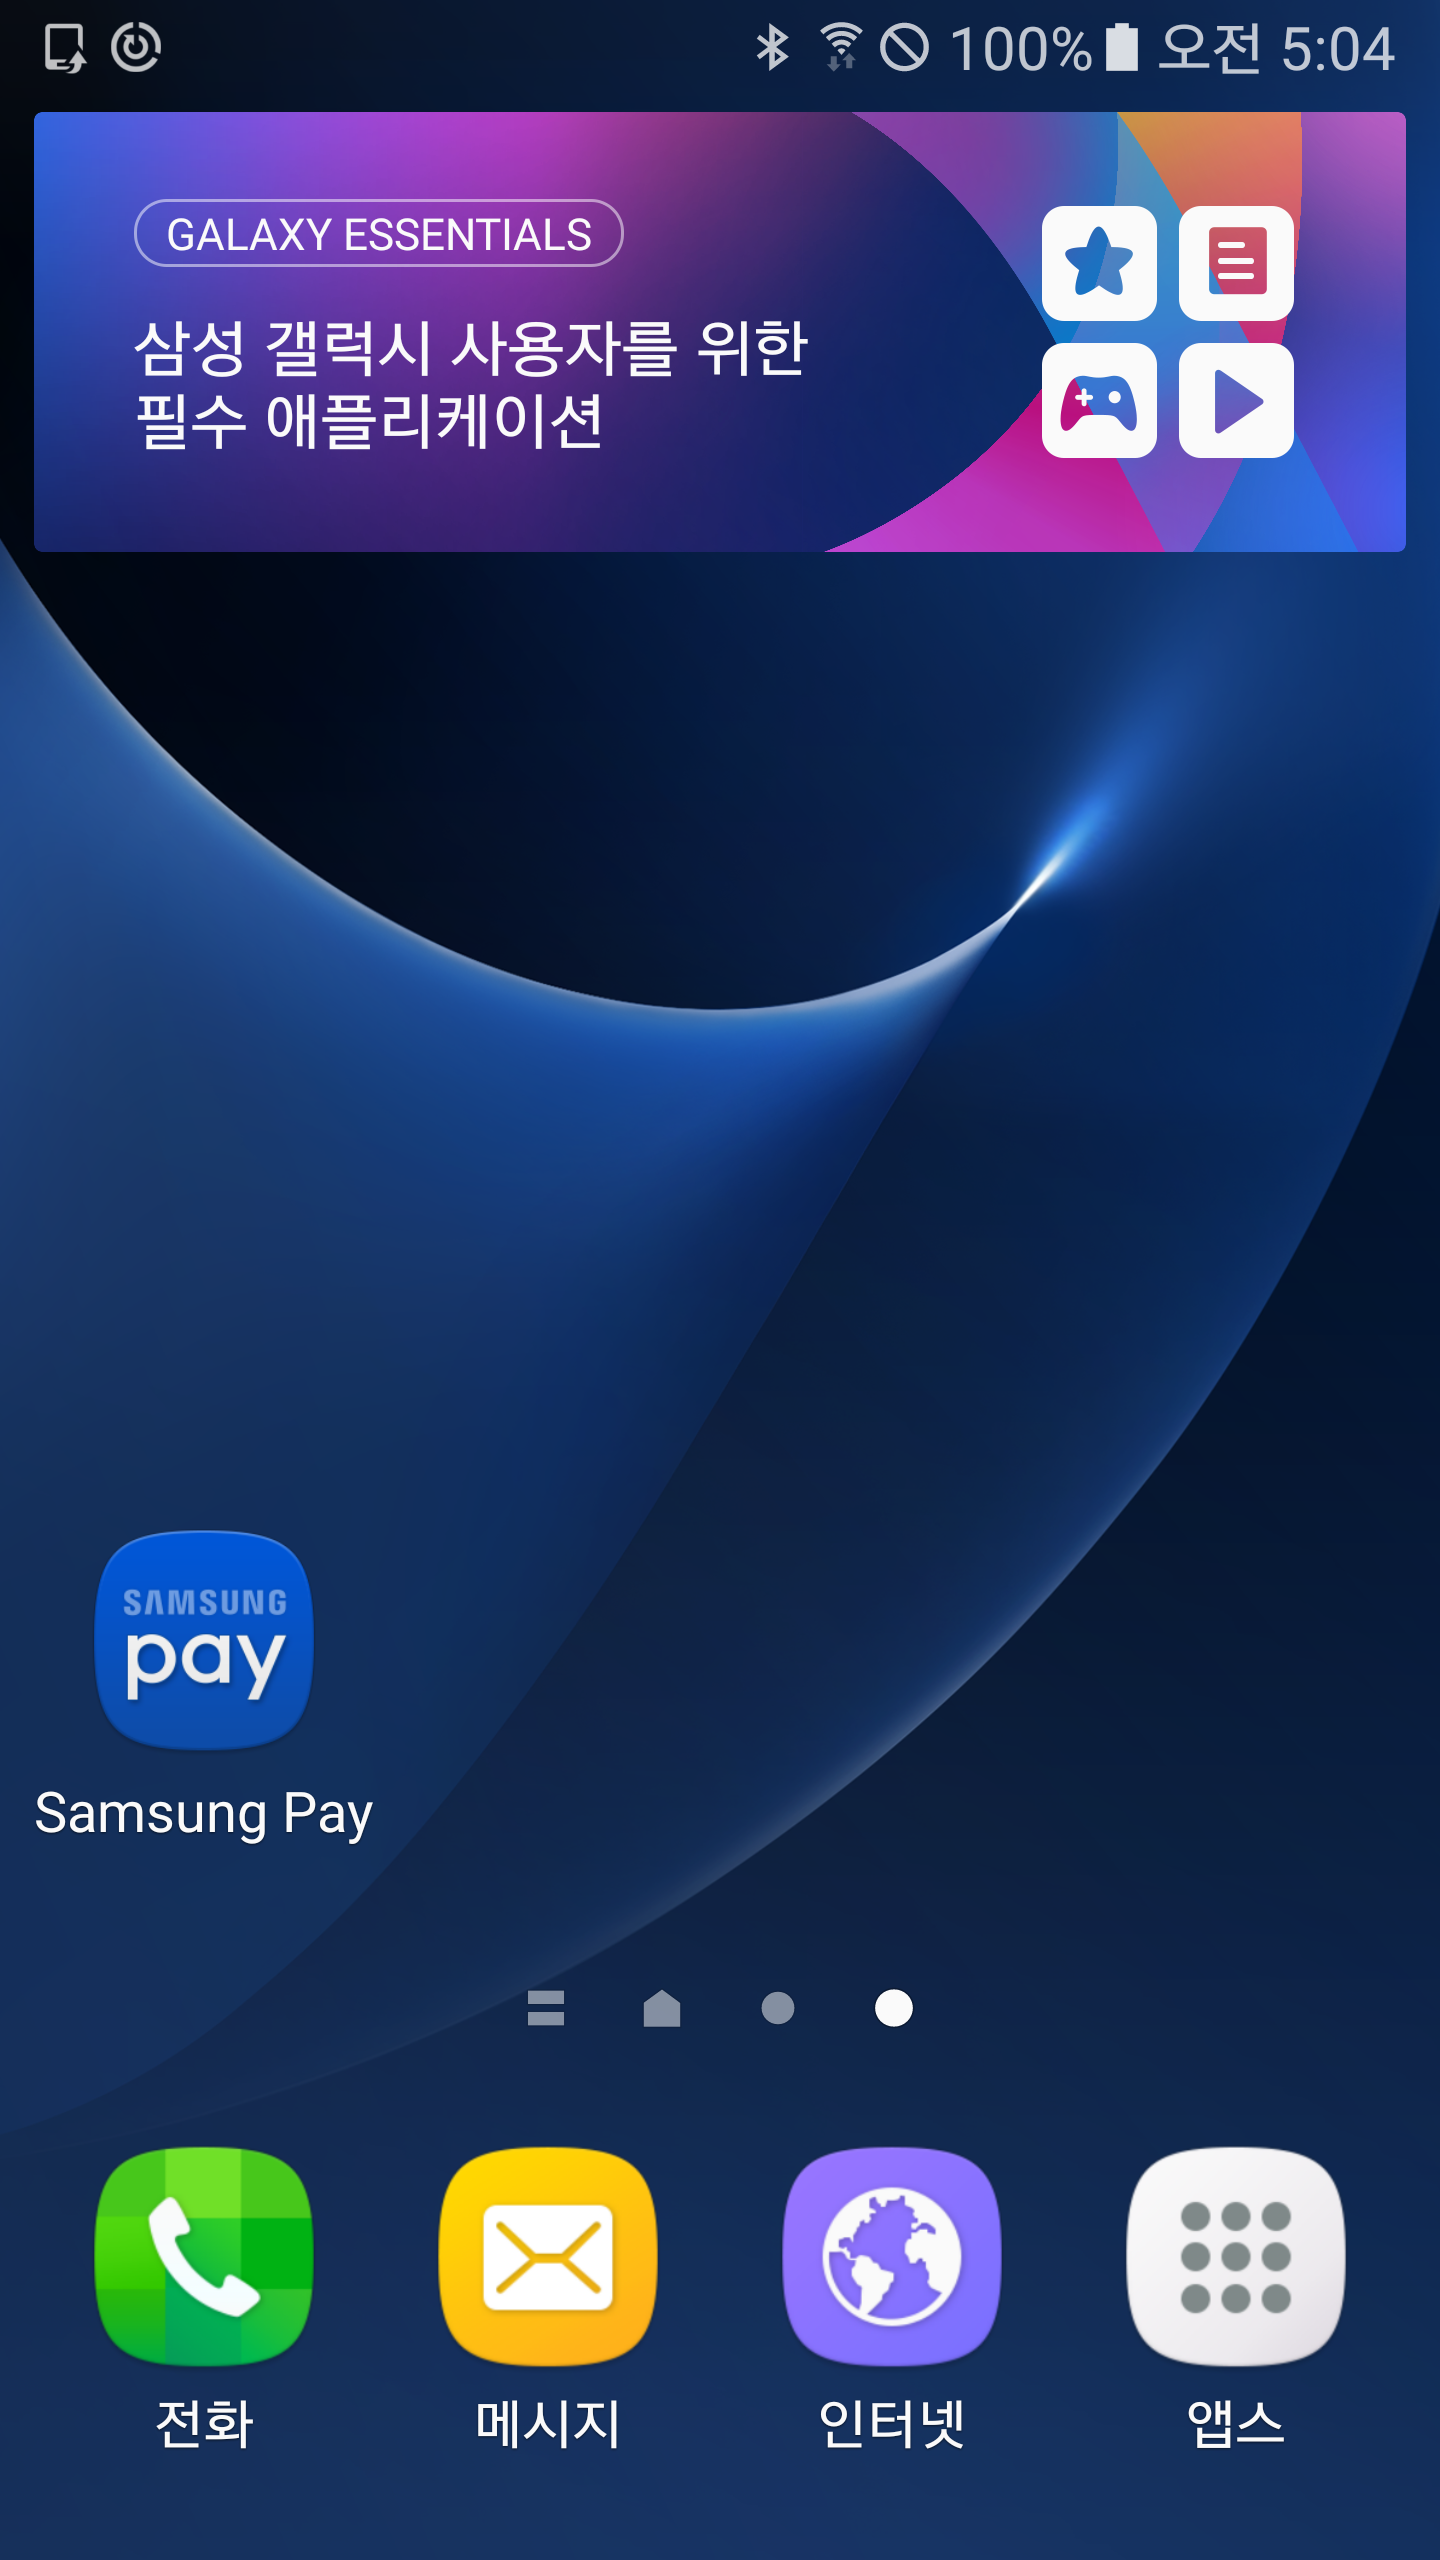 100% 오전 5:04
GALAXY ESSENTIALS
삼성 갤럭시 사용자를 위한
필수 애플리케이션
SAMSUNG
pay
Samsung Pay
전화 메시지 인터넷 앱스